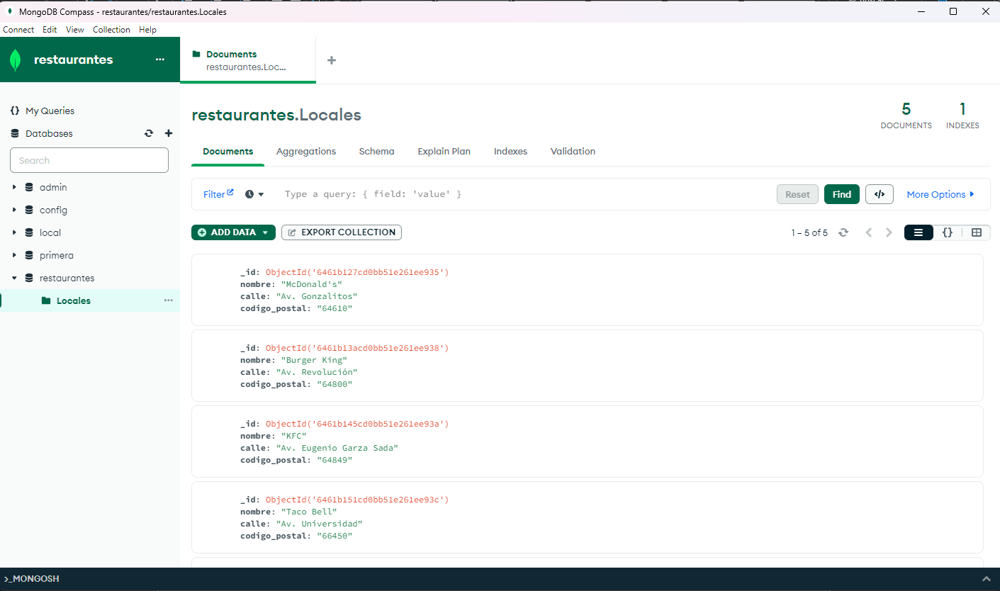 MongoDB Compass - restaurantes/restaurantes.Locales
Connect Edit View Collection Help
restaurantes
Documents
restaurantes.Loc...
My Queries
Databases
Search
admin
config
local
primera
restaurantes
Locales
restaurantes.Locales
5
DOCUMENTS
1
INDEXES
Documents Aggregations Schema Explain Plan Indexes Validation
Filter Type a query: { field: 'value' } Reset Find </> More Options
ADD DATA EXPORT COLLECTION 1 – 5 of 5 {}
_id: ObjectId('6461b127cd0bb51e261ee935')
nombre: "McDonald's"
calle: "Av. Gonzalitos"
codigo_postal: "64610"
_id: ObjectId('6461b13acd0bb51e261ee938')
nombre: "Burger King"
calle: "Av. Revolución"
codigo_postal: "64800"
_id: ObjectId('6461b145cd0bb51e261ee93a')
nombre: "KFC"
calle: "Av. Eugenio Garza Sada"
codigo_postal: "64849"
_id: ObjectId('6461b151cd0bb51e261ee93c')
nombre: "Taco Bell"
calle: "Av. Universidad"
codigo_postal: "66450"
>_MONGOSH